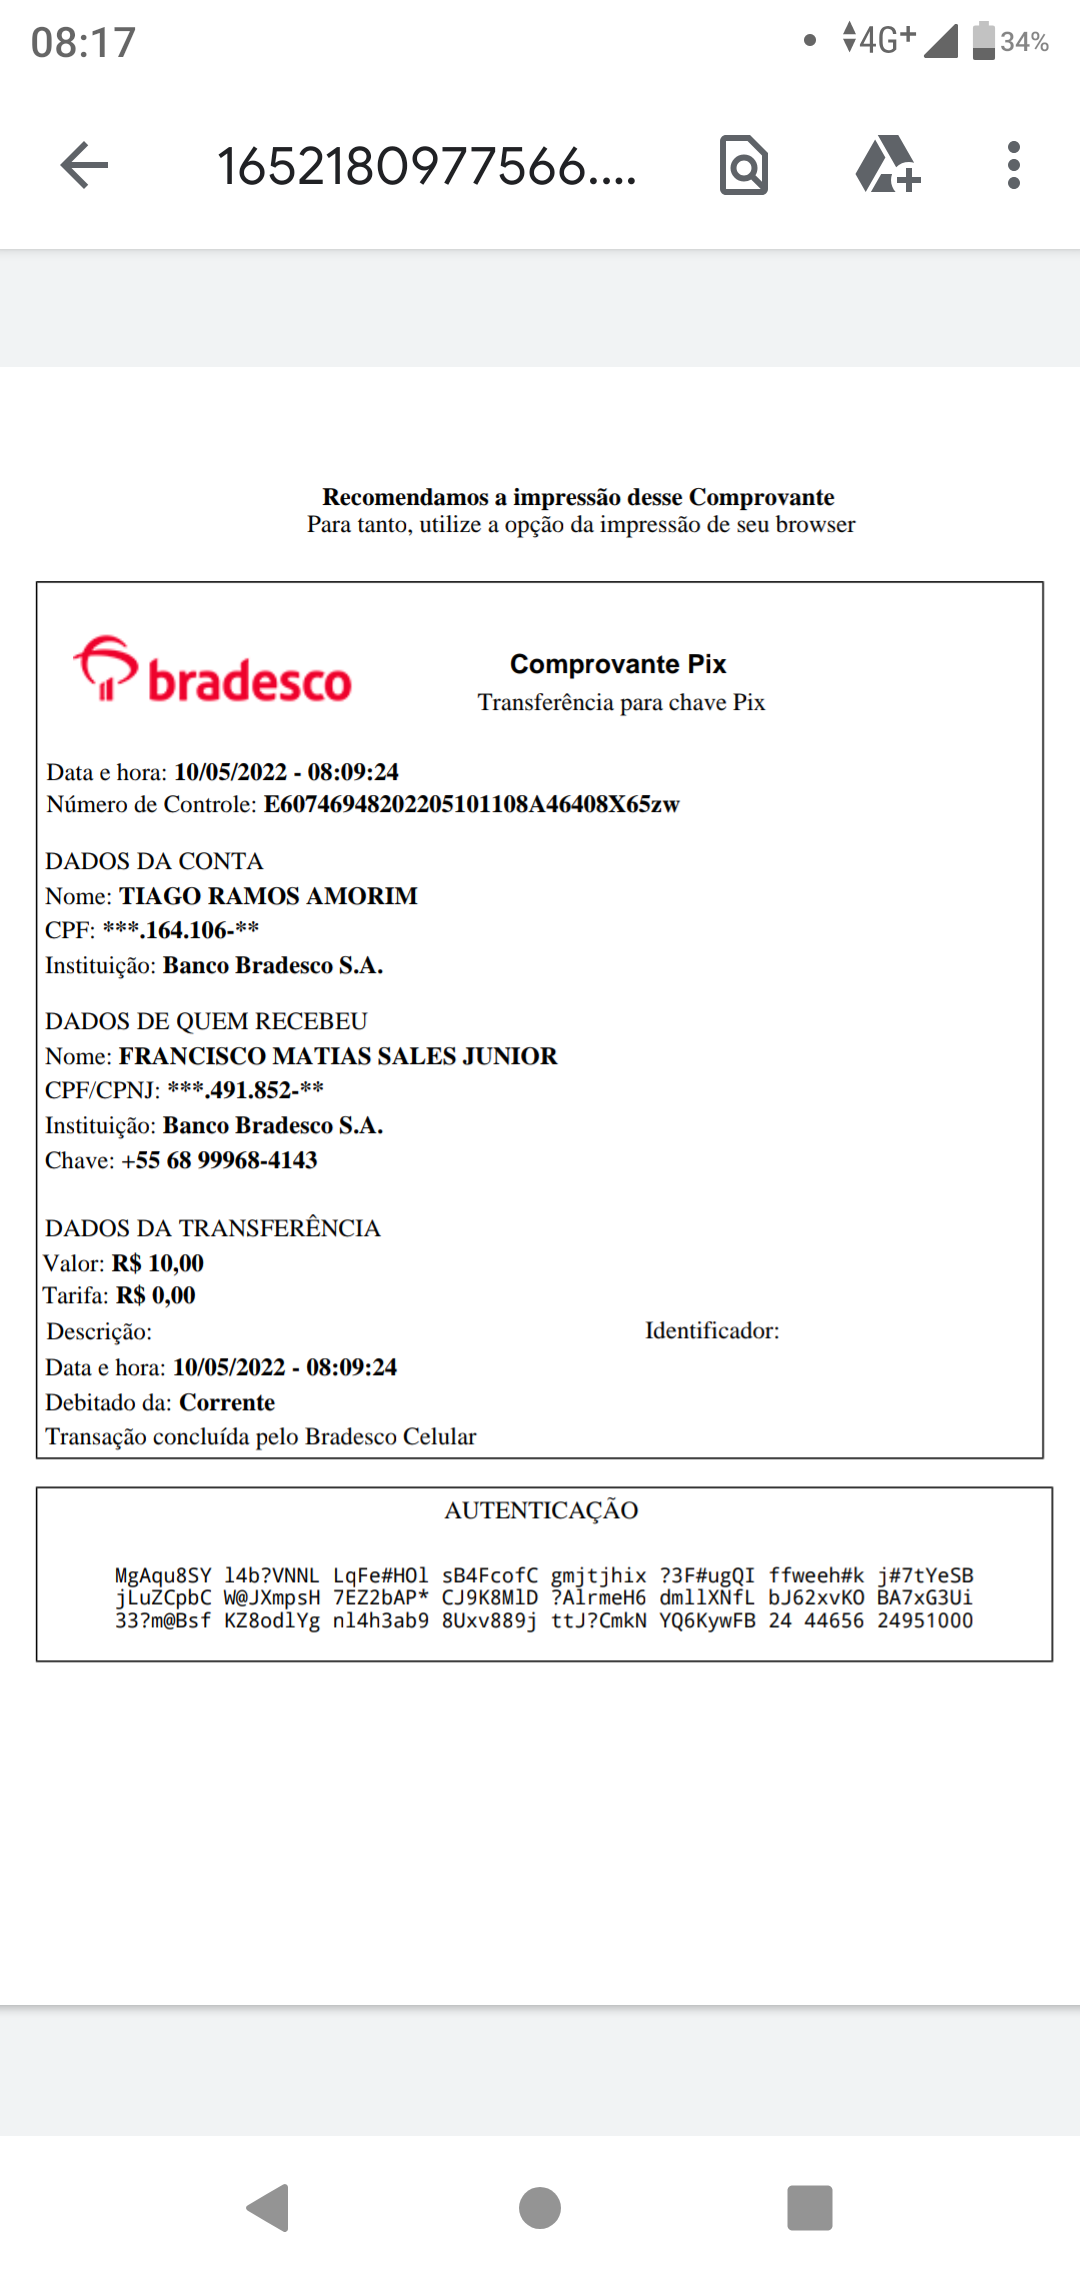 08:17
4G+ 34%
1652180977566....
Recomendamos a impressão desse Comprovante
Para tanto, utilize a opção da impressão de seu browser
bradesco
Comprovante Pix
Transferência para chave Pix
Data e hora: 10/05/2022 - 08:09:24
Número de Controle: E60746948202205101108A46408X65zw
DADOS DA CONTA
Nome: TIAGO RAMOS AMORIM
CPF: ***.164.106-**
Instituição: Banco Bradesco S.A.
DADOS DE QUEM RECEBEU
Nome: FRANCISCO MATIAS SALES JUNIOR
CPF/CPNJ: ***.491.852-**
Instituição: Banco Bradesco S.A.
Chave: +55 68 99968-4143
DADOS DA TRANSFERÊNCIA
Valor: R$ 10,00
Tarifa: R$ 0,00
Descrição: Identificador:
Data e hora: 10/05/2022 - 08:09:24
Debitado da: Corrente
Transação concluída pelo Bradesco Celular
AUTENTICAÇÃO
MgAqu8SY l4b?VNNL LqFe#HOl sB4FcofC gmjtjhix ?3F#ugQI ffweeh#k j#7tYeSB
jLuZCpbC W@JXmpsH 7EZ2bAP* CJ9K8MlD ?AlrmeH6 dmllXNfL bJ62xvKO BA7xG3Ui
33?m@Bsf KZ8odlYg nl4h3ab9 8Uxv889j ttJ?CmkN YQ6KywFB 24 44656 24951000